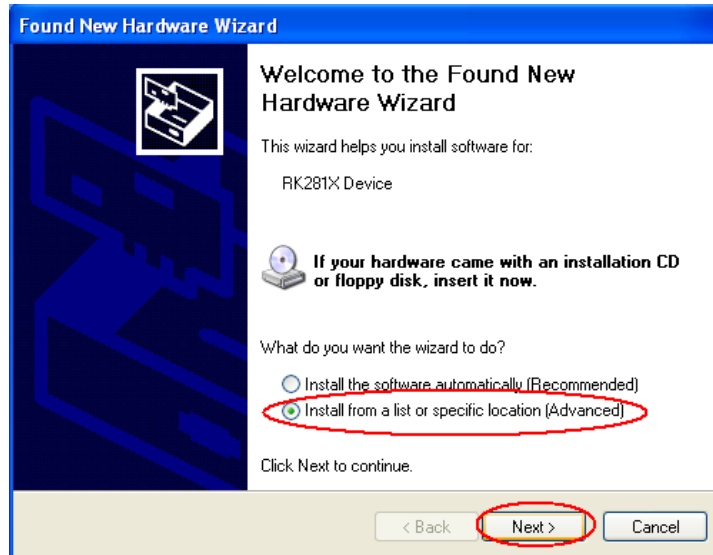 Found New Hardware Wizard
Welcome to the Found New
Hardware Wizard
This wizard helps you install software for:
RK281X Device
If your hardware came with an installation CD
or floppy disk, insert it now.
What do you want the wizard to do?
Install the software automatically (Recommended)
Install from a list or specific location (Advanced)
Click Next to continue.
< Back Next > Cancel